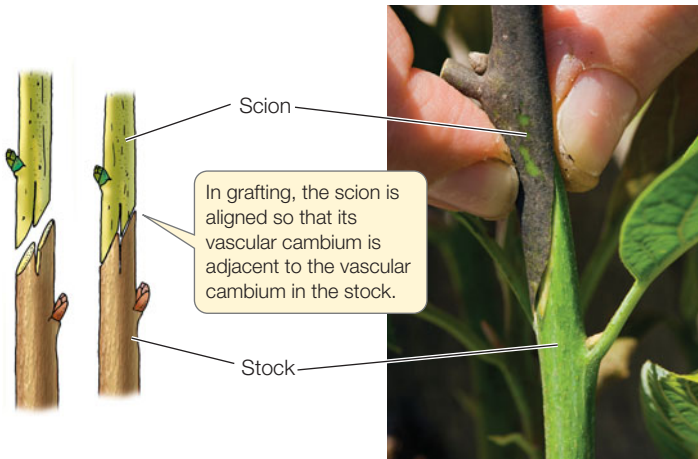 Scion
In grafting, the scion is
aligned so that its
vascular cambium is
adjacent to the vascular
cambium in the stock.
Stock